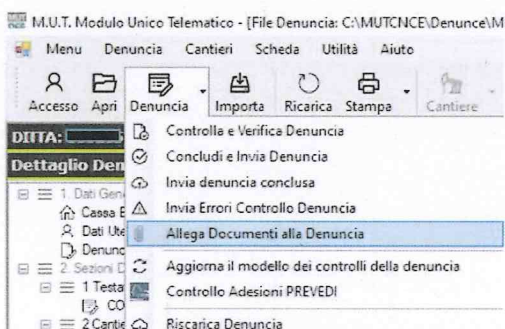 M.U.T. Modulo Unico Telematico - [File Denuncia: C:\MUTCNCE\Denunce\M
Menu Denuncia Cantieri Scheda Utilità Aiuto
Accesso Apri Denuncia Importa Ricarica Stampa Cantiere
DITTA:
Dettaglio Den
Controlla e Verifica Denuncia
Concludi e Invia Denuncia
Invia denuncia conclusa
Invia Errori Controllo Denuncia
Allega Documenti alla Denuncia
Aggiorna il modello dei controlli della denuncia
Controllo Adesioni PREVEDI
Riscarica Denuncia
1. Dati Gen
Cassa E
Dati Ute
Denunc
2. Sezioni D
1 Testa
CO
2 Cantie